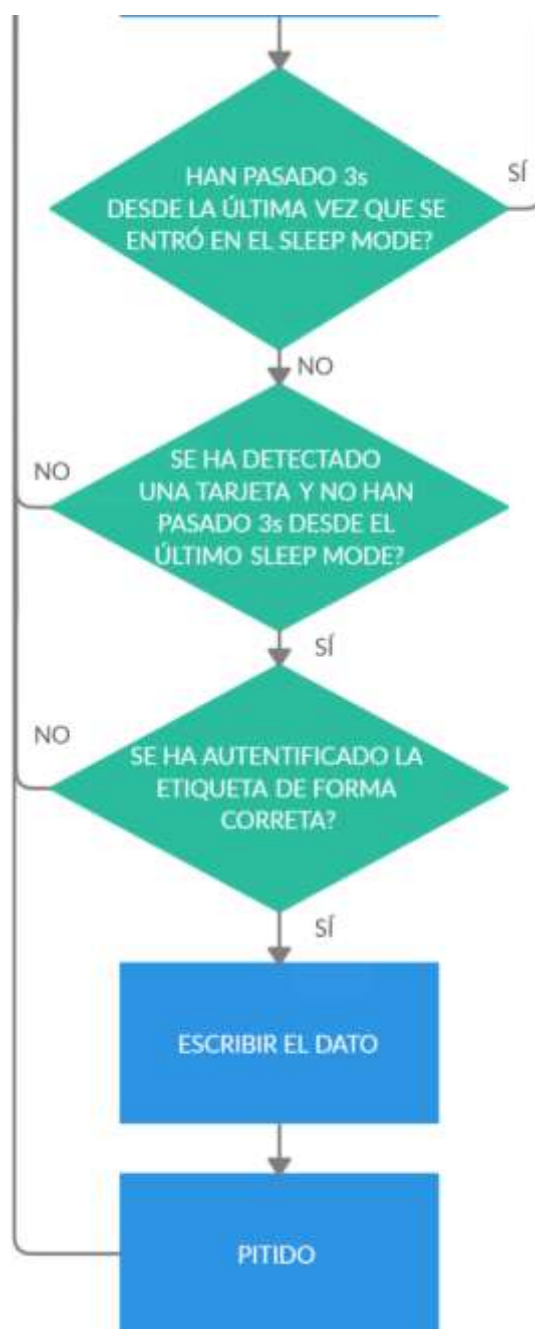 HAN PASADO 3s
DESDE LA ÚLTIMA VEZ QUE SE
ENTRÓ EN EL SLEEP MODE?
SÍ
NO
SE HA DETECTADO
UNA TARJETA Y NO HAN
PASADO 3s DESDE EL
ÚLTIMO SLEEP MODE?
NO
SÍ
SE HA AUTENTIFICADO LA
ETIQUETA DE FORMA
CORRETA?
NO
SÍ
ESCRIBIR EL DATO
PITIDO